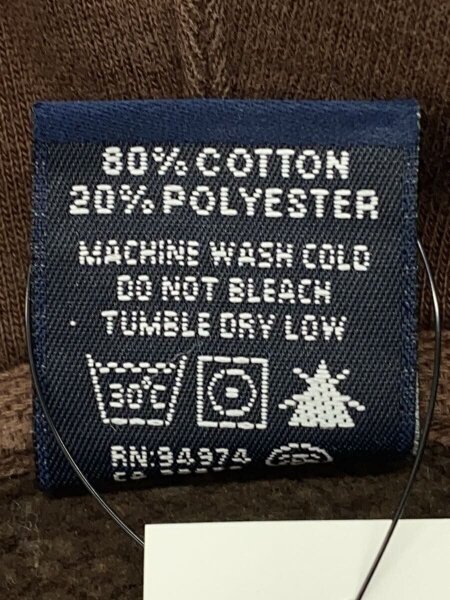 80% COTTON
20% POLYESTER
MACHINE WASH COLD
DO NOT BLEACH
TUMBLE DRY LOW
30°C
RN:94974